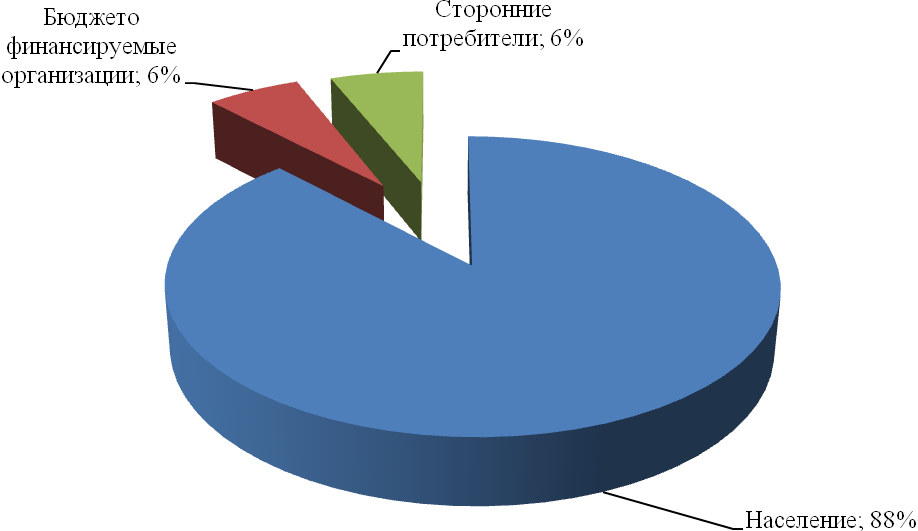 Бюджето
финансируемые
организации; 6%
Сторонние
потребители; 6%
Население; 88%